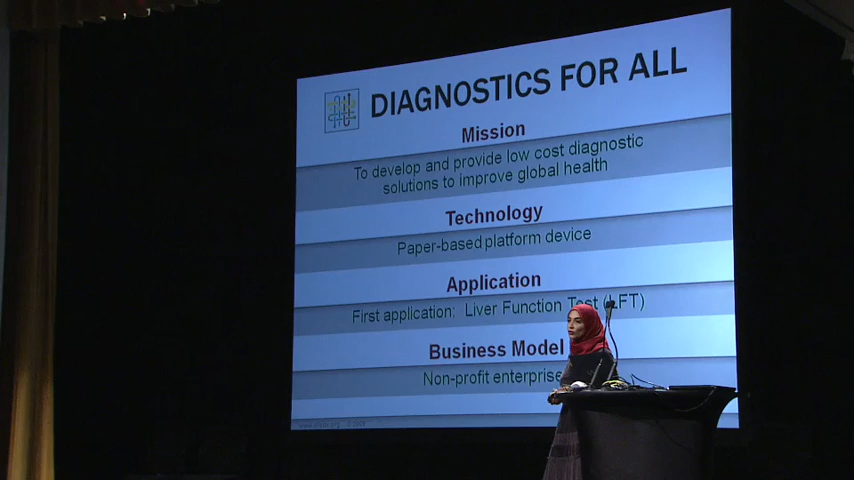 DIAGNOSTICS FOR ALL
Mission
To develop and provide low cost diagnostic
solutions to improve global health
Technology
Paper-based platform device
Application
First application: Liver Function Test (LFT)
Business Model
Non-profit enterprise